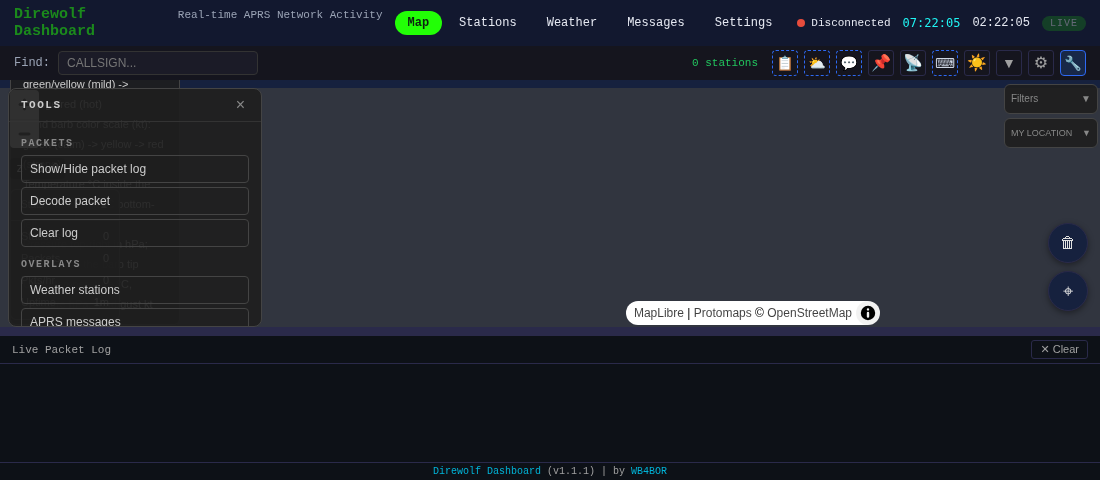 Direwolf Dashboard
Real-time APRS Network Activity
Map
Stations
Weather
Messages
Settings
Disconnected
07:22:05
02:22:05
LIVE
Find:
CALLSIGN...
0 stations
green/yellow (mild) ->
TOOLS
×
Filters
MY LOCATION
PACKETS
Show/Hide packet log
Decode packet
Clear log
OVERLAYS
Weather stations
APRS messages
MapLibre | Protomaps © OpenStreetMap
Live Packet Log
✕ Clear
Direwolf Dashboard (v1.1.1) | by WB4BOR